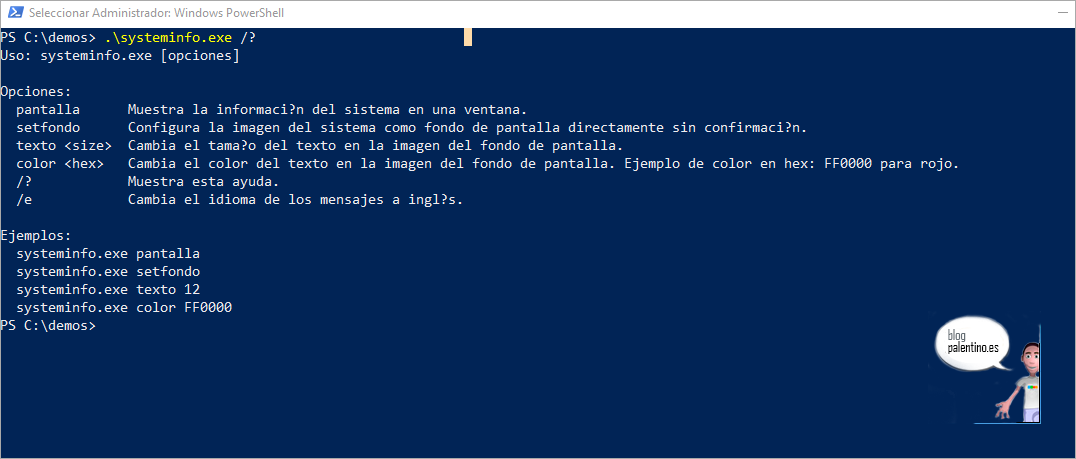 Seleccionar Administrador: Windows PowerShell
PS C:\demos> .\systeminfo.exe /?
Uso: systeminfo.exe [opciones]
Opciones:
pantalla Muestra la informaci?n del sistema en una ventana.
setfondo Configura la imagen del sistema como fondo de pantalla directamente sin confirmaci?n.
texto <size> Cambia el tama?o del texto en la imagen del fondo de pantalla.
color <hex> Cambia el color del texto en la imagen del fondo de pantalla. Ejemplo de color en hex: FF0000 para rojo.
/? Muestra esta ayuda.
/e Cambia el idioma de los mensajes a ingl?s.
Ejemplos:
systeminfo.exe pantalla
systeminfo.exe setfondo
systeminfo.exe texto 12
systeminfo.exe color FF0000
PS C:\demos>
blog
palentino.es